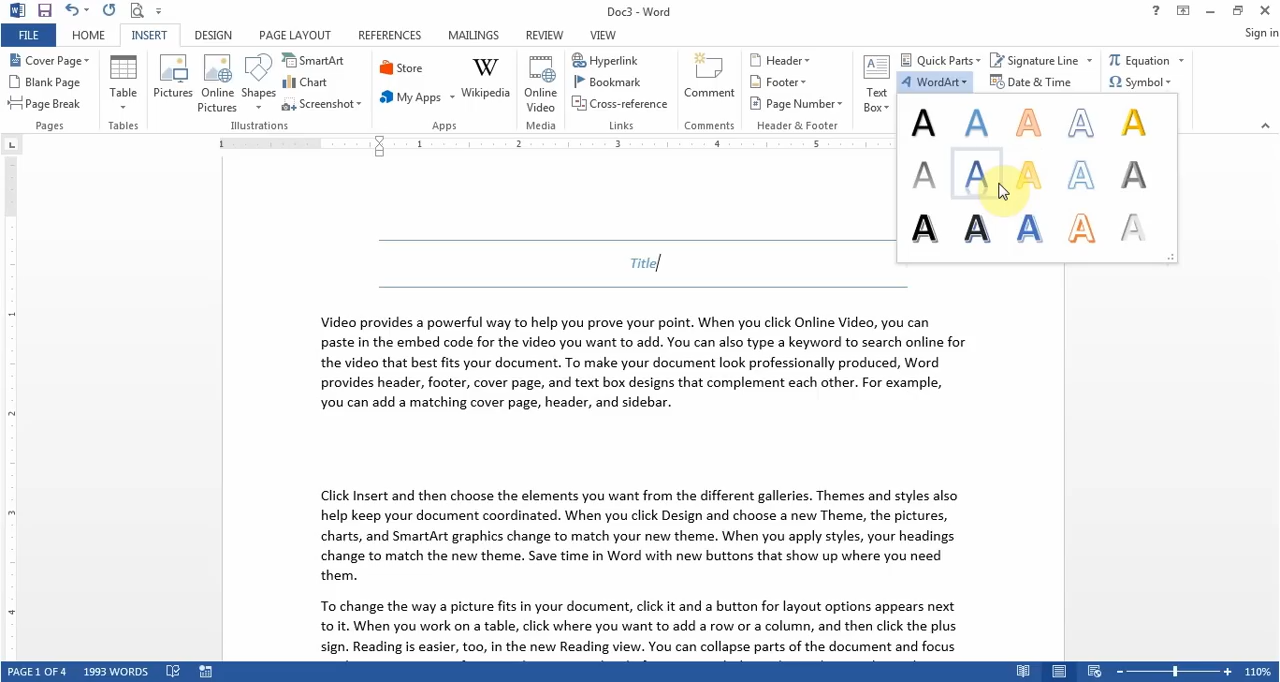 Doc3 - Word
?
FILE HOME INSERT DESIGN PAGE LAYOUT REFERENCES MAILINGS REVIEW VIEW
Sign in
Cover Page
Blank Page
Page Break
Pages
Table
Tables
Pictures
Online
Pictures
Shapes
SmartArt
Chart
Screenshot
Illustrations
Store
My Apps
W
Wikipedia
Apps
Online
Video
Media
Hyperlink
Bookmark
Cross-reference
Links
Comment
Comments
Header
Footer
Page Number
Header & Footer
A
Text
Box
Quick Parts
A WordArt
Signature Line
Date & Time
π Equation
Ω Symbol
A A A A A
A A A A A
A A A A A
L
1 1 2 3 4 5
1
2
3
4
Title
Video provides a powerful way to help you prove your point. When you click Online Video, you can
paste in the embed code for the video you want to add. You can also type a keyword to search online for
the video that best fits your document. To make your document look professionally produced, Word
provides header, footer, cover page, and text box designs that complement each other. For example,
you can add a matching cover page, header, and sidebar.
Click Insert and then choose the elements you want from the different galleries. Themes and styles also
help keep your document coordinated. When you click Design and choose a new Theme, the pictures,
charts, and SmartArt graphics change to match your new theme. When you apply styles, your headings
change to match the new theme. Save time in Word with new buttons that show up where you need
them.
To change the way a picture fits in your document, click it and a button for layout options appears next
to it. When you work on a table, click where you want to add a row or a column, and then click the plus
sign. Reading is easier, too, in the new Reading view. You can collapse parts of the document and focus
PAGE 1 OF 4 1993 WORDS
110%